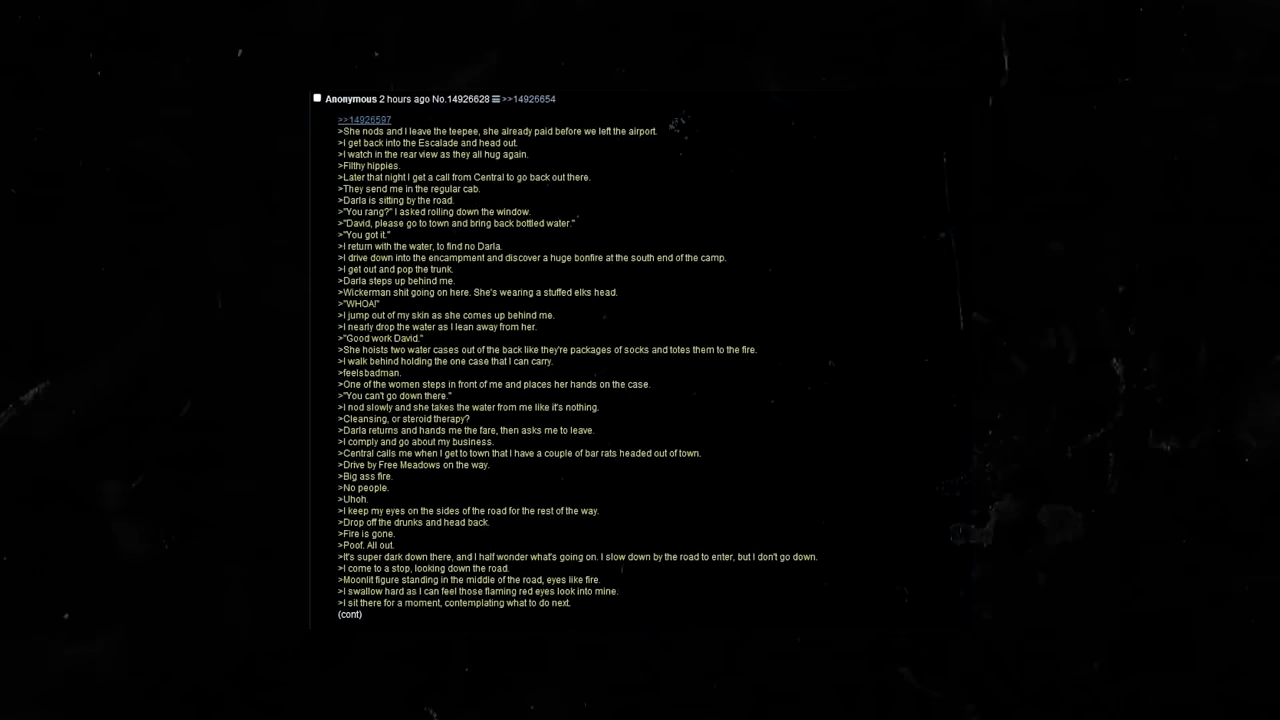 Anonymous 2 hours ago No.14926628 >>14926654
>>14926597
>She nods and I leave the teepee, she already paid before we left the airport.
>I get back into the Escalade and head out.
>I watch in the rear view as they all hug again.
>Filthy hippies.
>Later that night I get a call from Central to go back out there.
>They send me in the regular cab.
>Darla is sitting by the road.
>"You rang?" I asked rolling down the window.
>"David, please go to town and bring back bottled water."
>"You got it."
>I return with the water, to find no Darla.
>I drive down into the encampment and discover a huge bonfire at the south end of the camp.
>I get out and pop the trunk.
>Darla steps up behind me.
>Wickerman shit going on here. She's wearing a stuffed elks head.
>"WHOA!"
>I jump out of my skin as she comes up behind me.
>I nearly drop the water as I lean away from her.
>"Good work David."
>She hoists two water cases out of the back like they're packages of socks and totes them to the fire.
>I walk behind holding the one case that I can carry.
>feelsbadman.
>One of the women steps in front of me and places her hands on the case.
>"You can't go down there."
>I nod slowly and she takes the water from me like it's nothing.
>Cleansing, or steroid therapy?
>Darla returns and hands me the fare, then asks me to leave.
>I comply and go about my business.
>Central calls me when I get to town that I have a couple of bar rats headed out of town.
>Drive by Free Meadows on the way.
>Big ass fire.
>No people.
>Uhoh.
>I keep my eyes on the sides of the road for the rest of the way.
>Drop off the drunks and head back.
>Fire is gone.
>Poof. All out.
>It's super dark down there, and I half wonder what's going on. I slow down by the road to enter, but I don't go down.
>I come to a stop, looking down the road.
>Moonlit figure standing in the middle of the road, eyes like fire.
>I swallow hard as I can feel those flaming red eyes look into mine.
>I sit there for a moment, contemplating what to do next.
(cont)